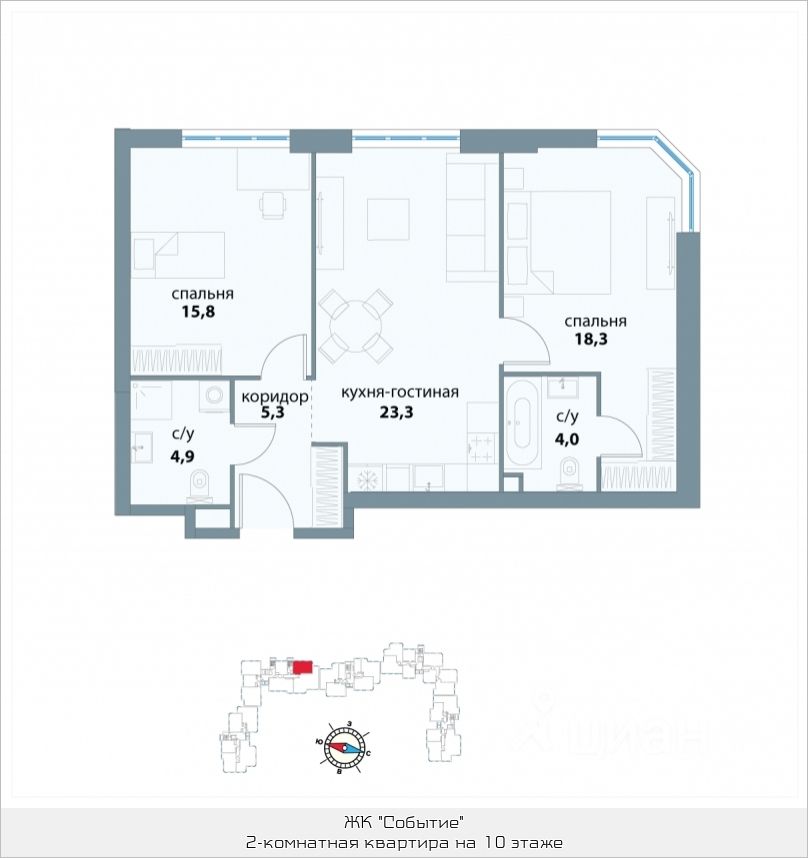 спальня
15,8
спальня
18,3
коридор
5,3
кухня-гостиная
23,3
с/у
4,9
с/у
4,0
З
Ю
С
В
циан
ЖК "Событие"
2-комнатная квартира на 10 этаже